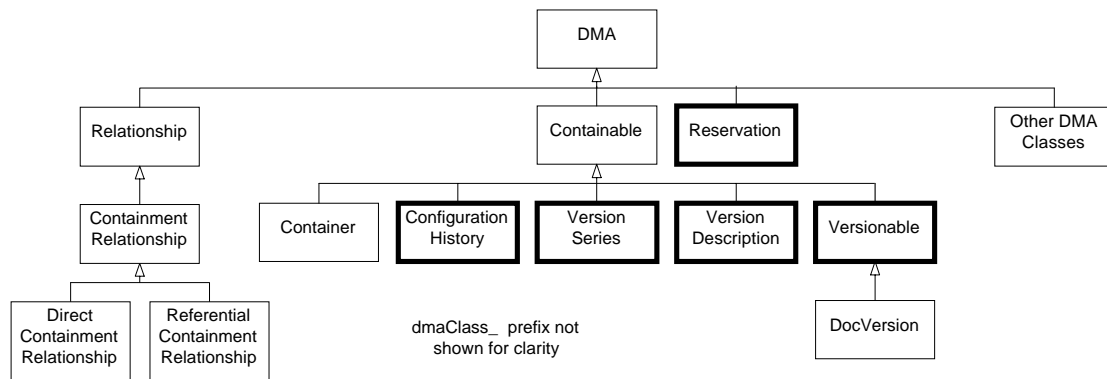 DMA
Relationship
Containable
Reservation
Other DMA
Classes
Containment
Relationship
Container
Configuration
History
Version
Series
Version
Description
Versionable
Direct
Containment
Relationship
Referential
Containment
Relationship
dmaClass_ prefix not
shown for clarity
DocVersion